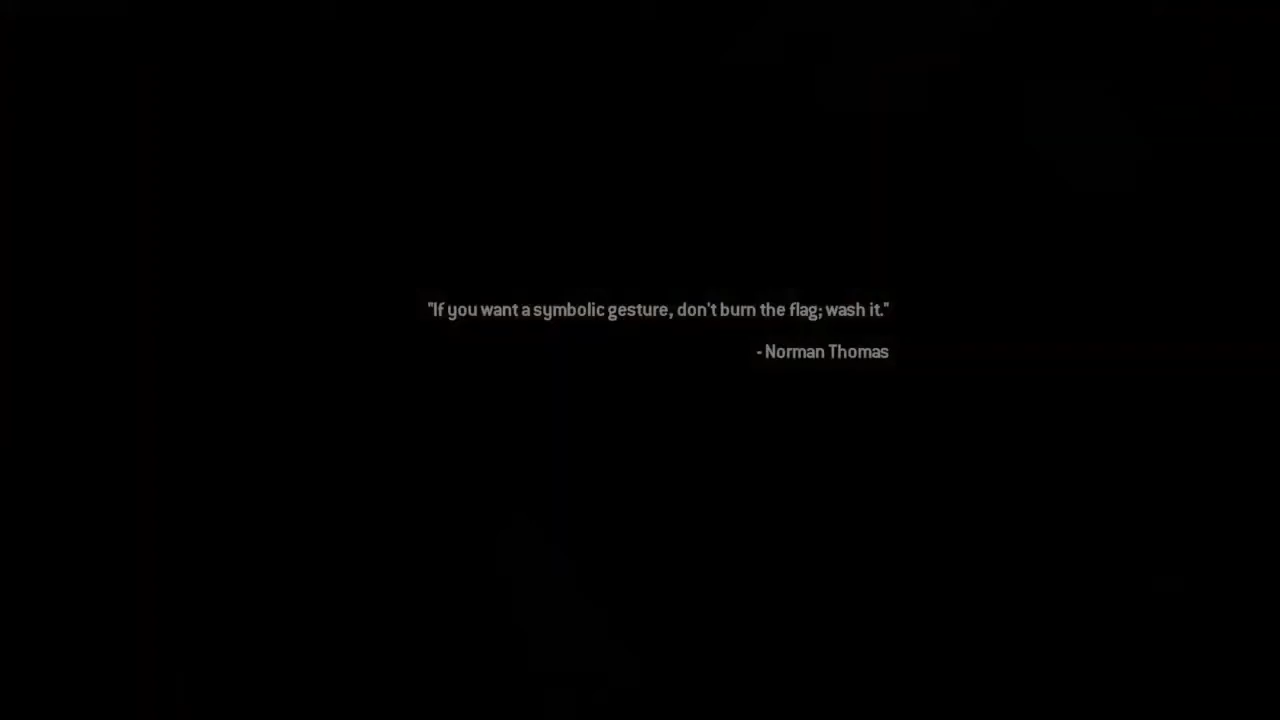 "If you want a symbolic gesture, don't burn the flag; wash it."
- Norman Thomas